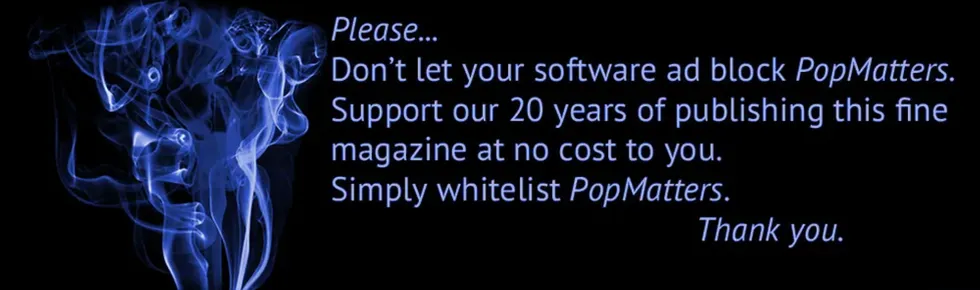 Please...
Don’t let your software ad block PopMatters.
Support our 20 years of publishing this fine
magazine at no cost to you.
Simply whitelist PopMatters.
Thank you.